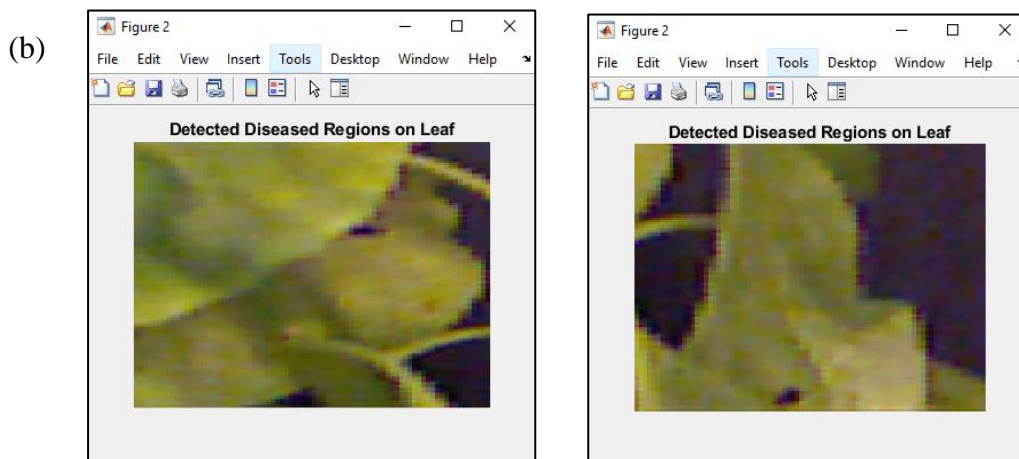 (b)
Figure 2
File Edit View Insert Tools Desktop Window Help
Detected Diseased Regions on Leaf
Figure 2
File Edit View Insert Tools Desktop Window Help
Detected Diseased Regions on Leaf